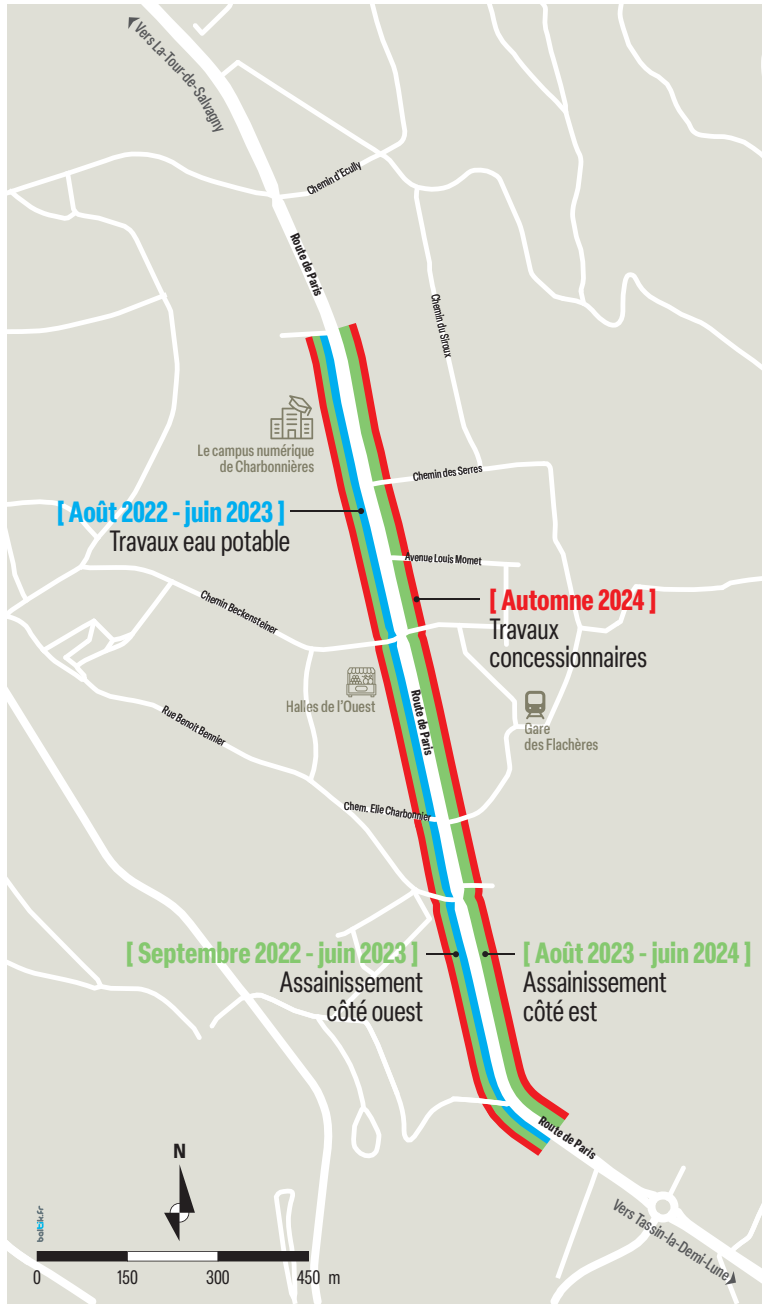 Vers La-Tour-de-Salvagny
Chemin d'Ecully
Route de Paris
Chemin du Siroux
Le campus numérique
de Charbonnières
Chemin des Serres
[ Août 2022 - juin 2023 ]
Travaux eau potable
Avenue Louis Momet
[ Automne 2024 ]
Travaux
concessionnaires
Chemin Beckensteiner
Halles de l'Ouest
Route de Paris
Rue Benoit Bennier
Gare
des Flachères
Chem. Elie Charbonnier
[ Septembre 2022 - juin 2023 ]
Assainissement
côté ouest
[ Août 2023 - juin 2024 ]
Assainissement
côté est
Route de Paris
N
Vers Tassin-la-Demi-Lune
baltik.fr
0 150 300 450 m